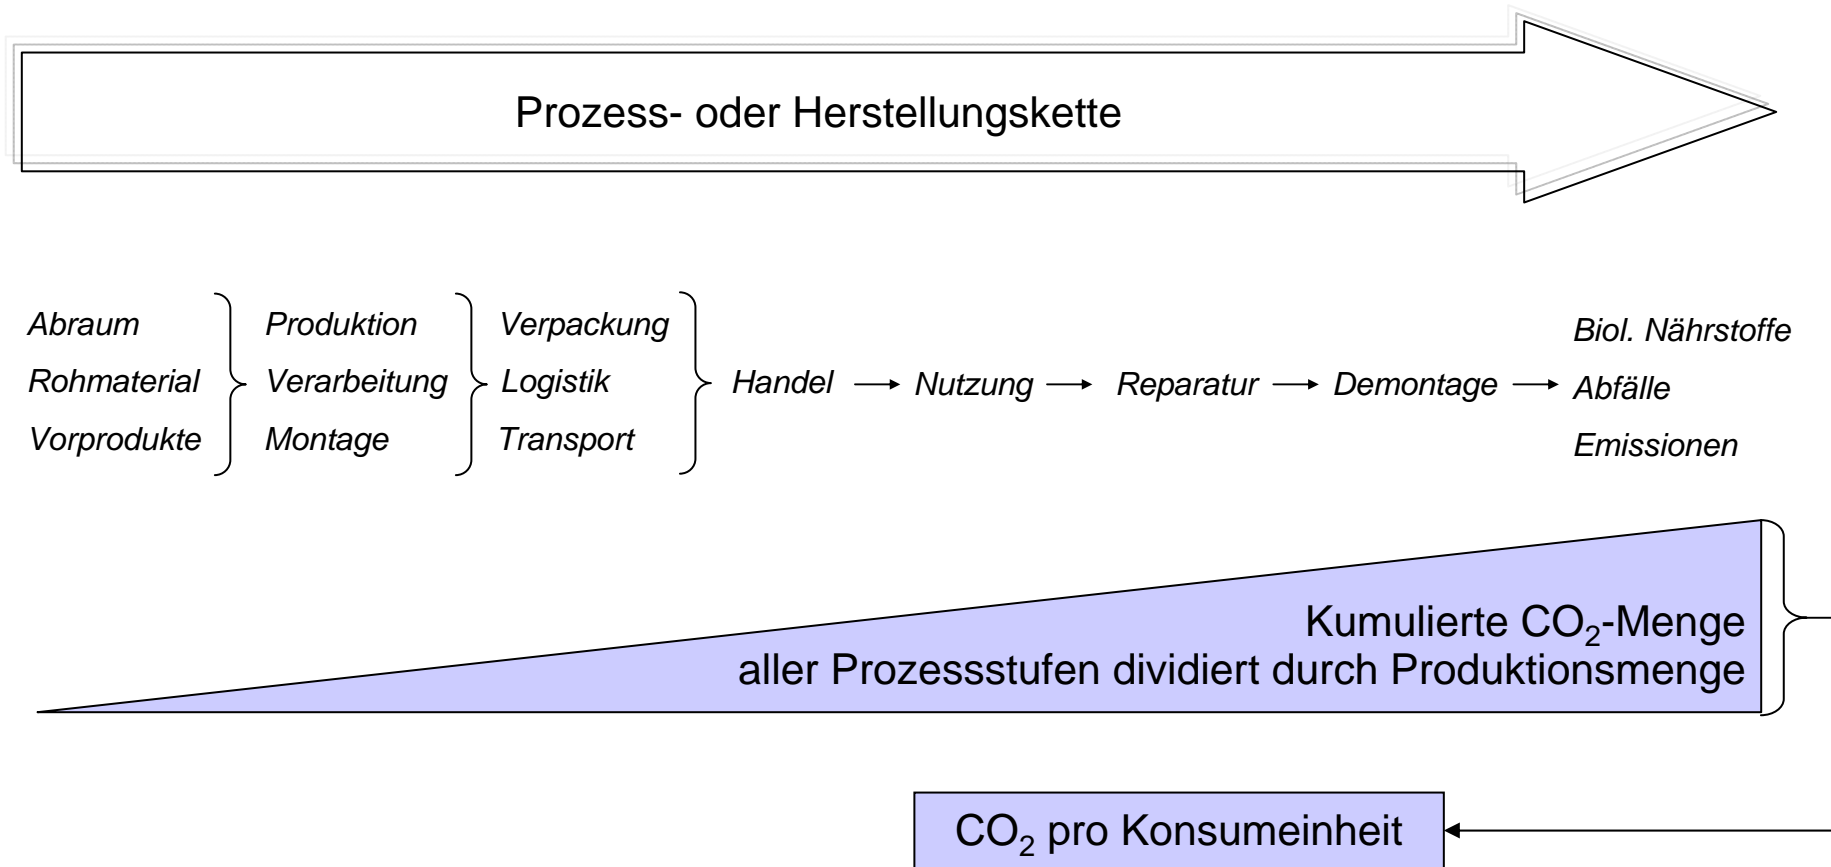 Prozess- oder Herstellungskette
Abraum
Rohmaterial
Vorprodukte
Produktion
Verarbeitung
Montage
Verpackung
Logistik
Transport
Handel
Nutzung
Reparatur
Demontage
Biol. Nährstoffe
Abfälle
Emissionen
Kumulierte CO₂-Menge
aller Prozessstufen dividiert durch Produktionsmenge
CO₂ pro Konsumeinheit